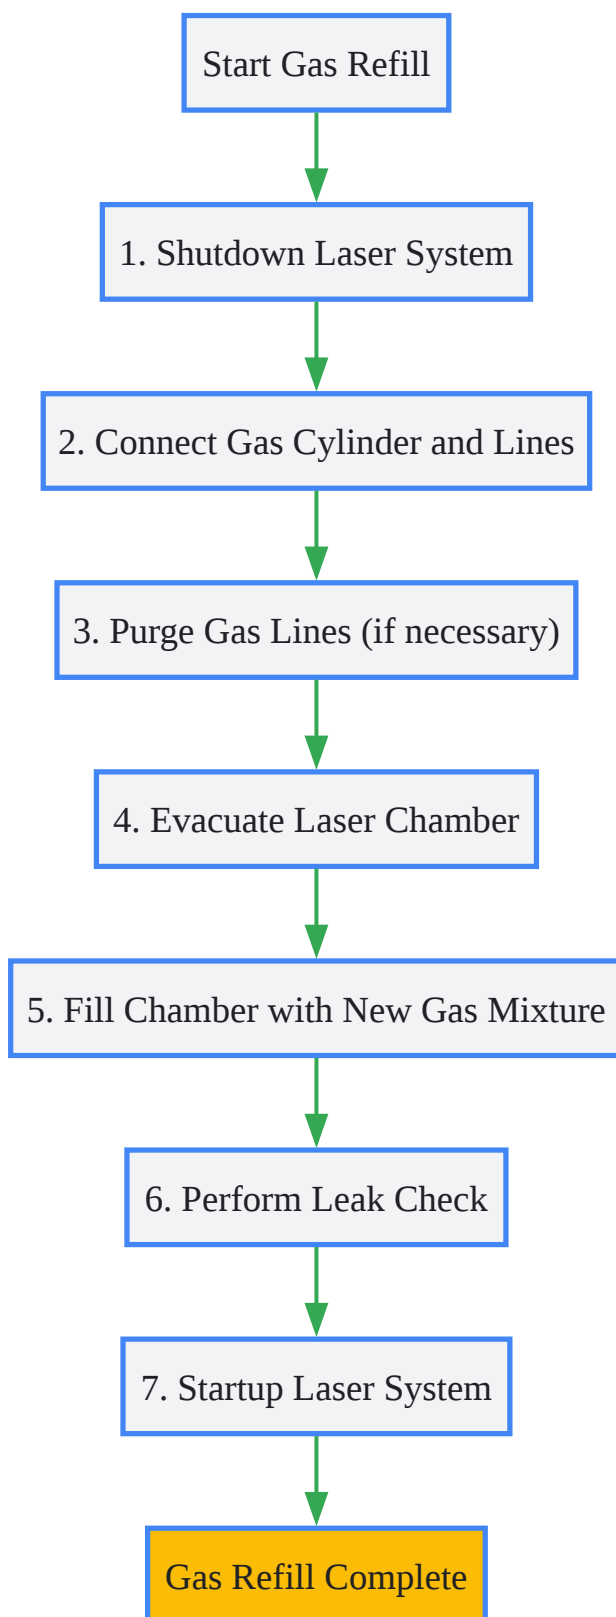 Start Gas Refill
1. Shutdown Laser System
2. Connect Gas Cylinder and Lines
3. Purge Gas Lines (if necessary)
4. Evacuate Laser Chamber
5. Fill Chamber with New Gas Mixture
6. Perform Leak Check
7. Startup Laser System
Gas Refill Complete